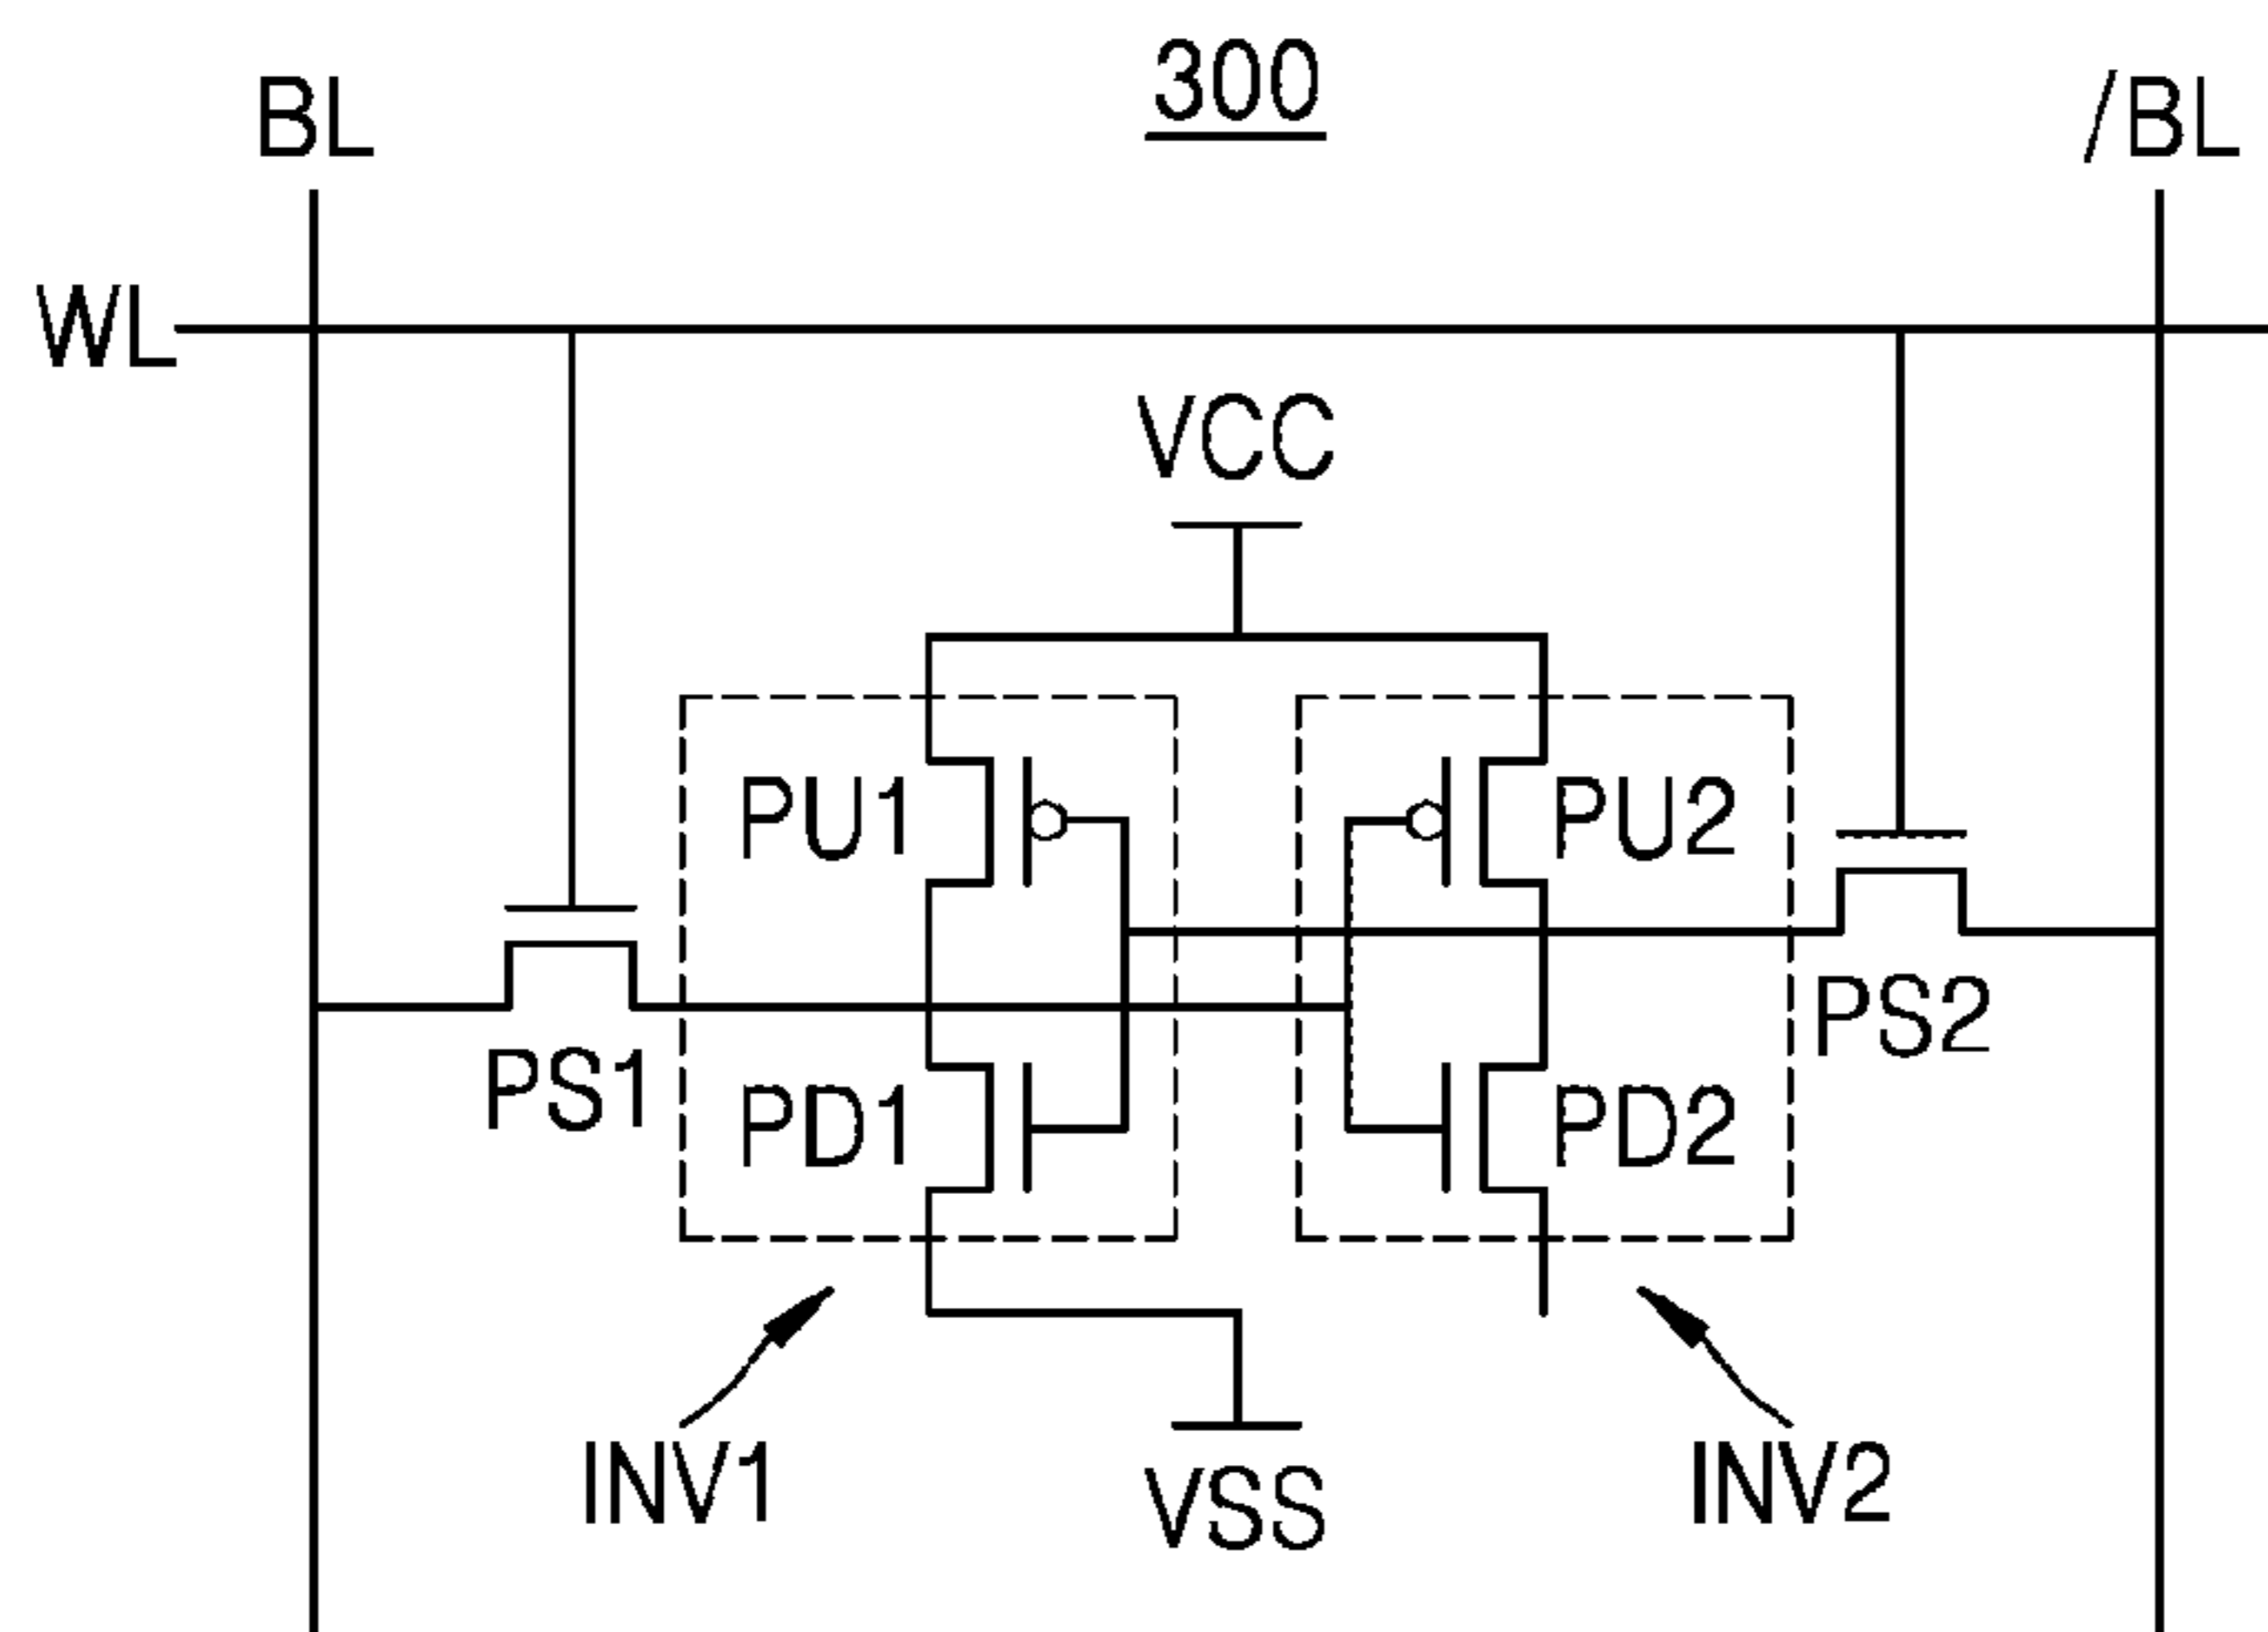 300
BL
/BL
WL
VCC
PU1
PU2
PS1
PS2
PD1
PD2
INV1
VSS
INV2